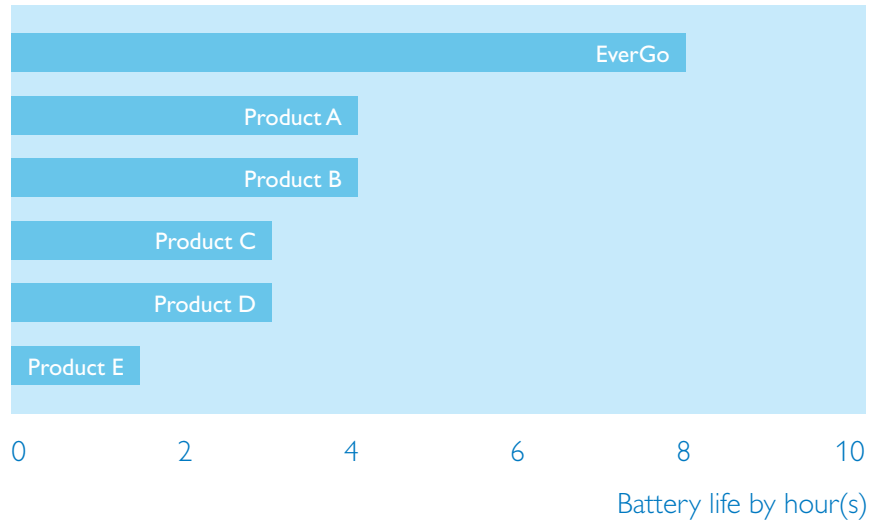 EverGo
Product A
Product B
Product C
Product D
Product E
0 2 4 6 8 10
Battery life by hour(s)